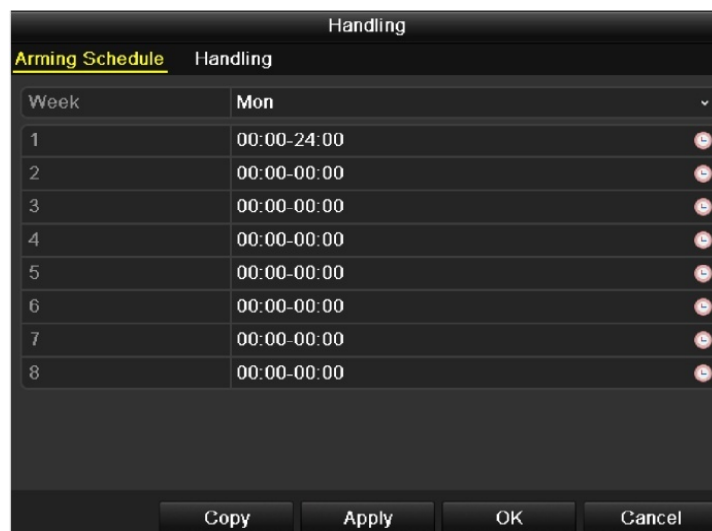 Handling
Arming Schedule Handling
Week Mon
1 00:00-24:00
2 00:00-00:00
3 00:00-00:00
4 00:00-00:00
5 00:00-00:00
6 00:00-00:00
7 00:00-00:00
8 00:00-00:00
Copy Apply OK Cancel